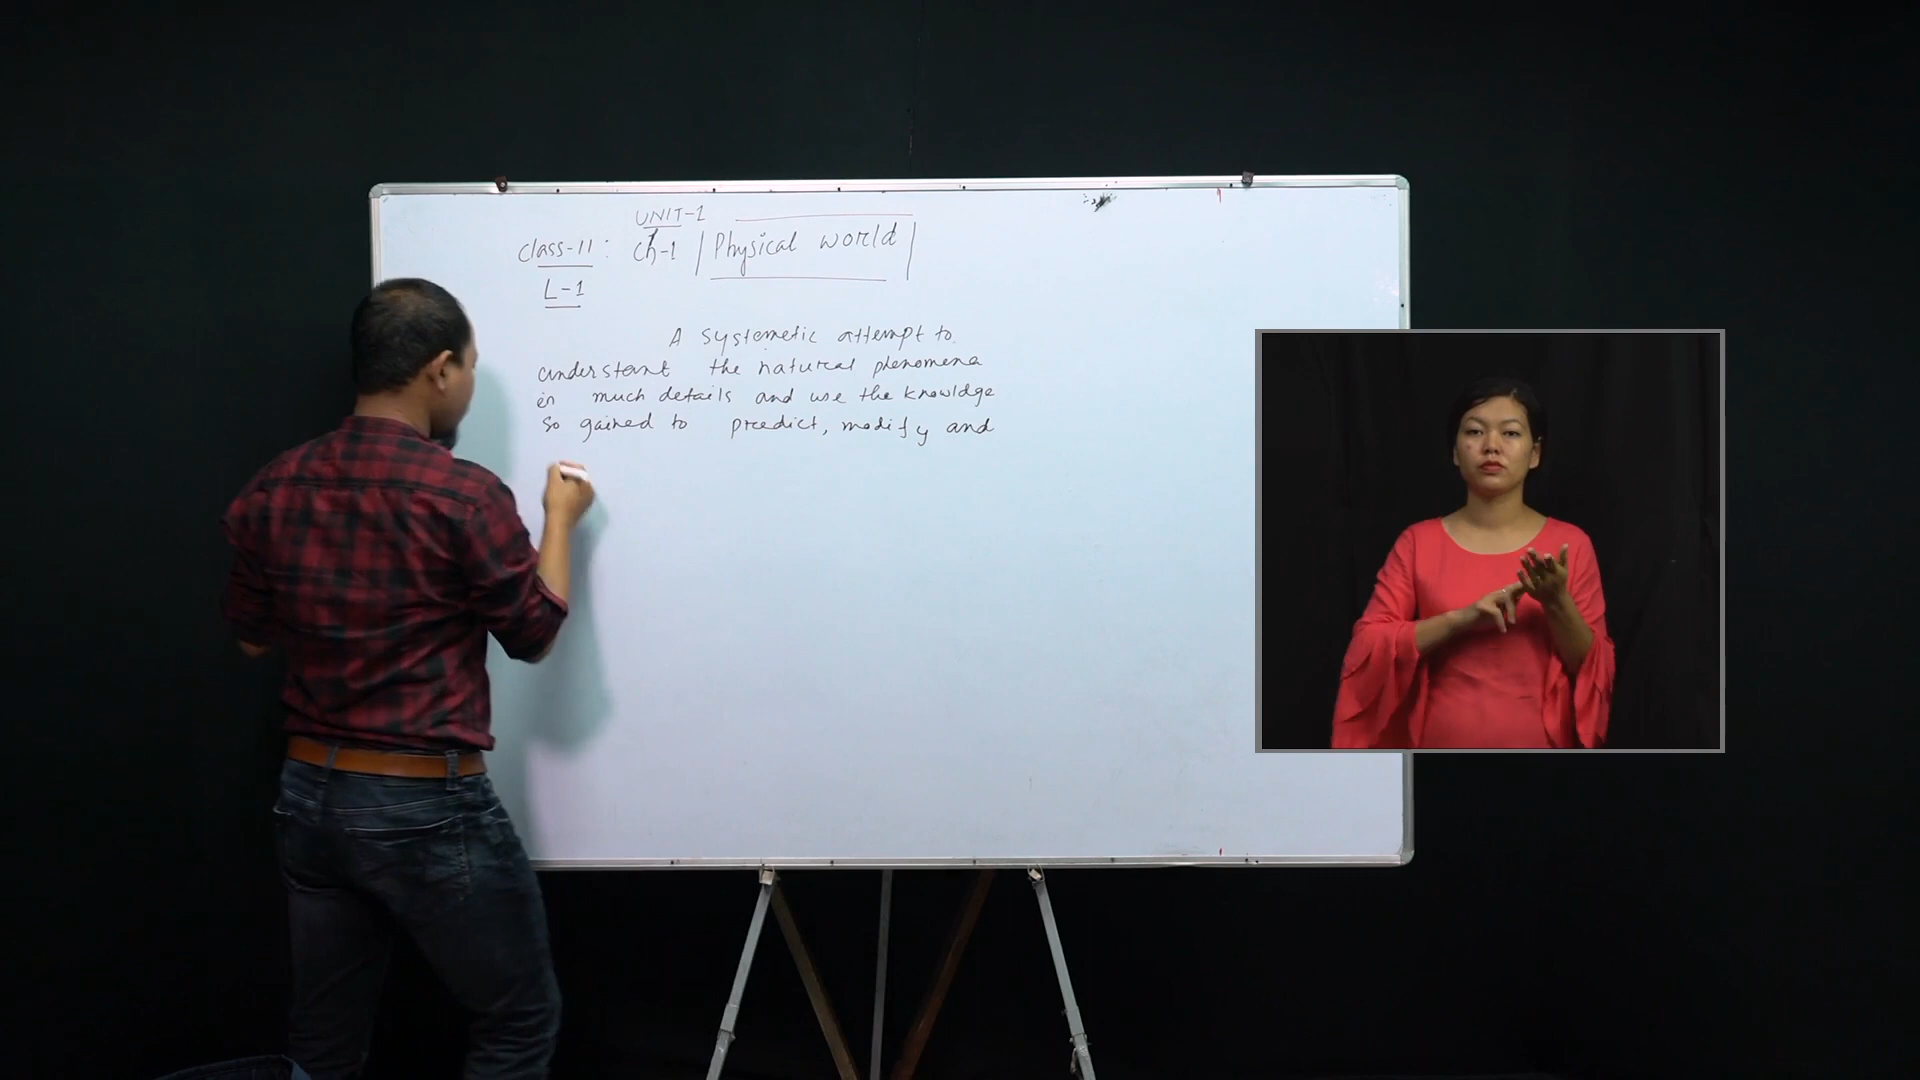 UNIT-1
Class-11 : Ch-1 | Physical world |
L-1
A systemetic attempt to
understant the natural phenomena
in much details and use the knowldge
so gained to predict, modify and